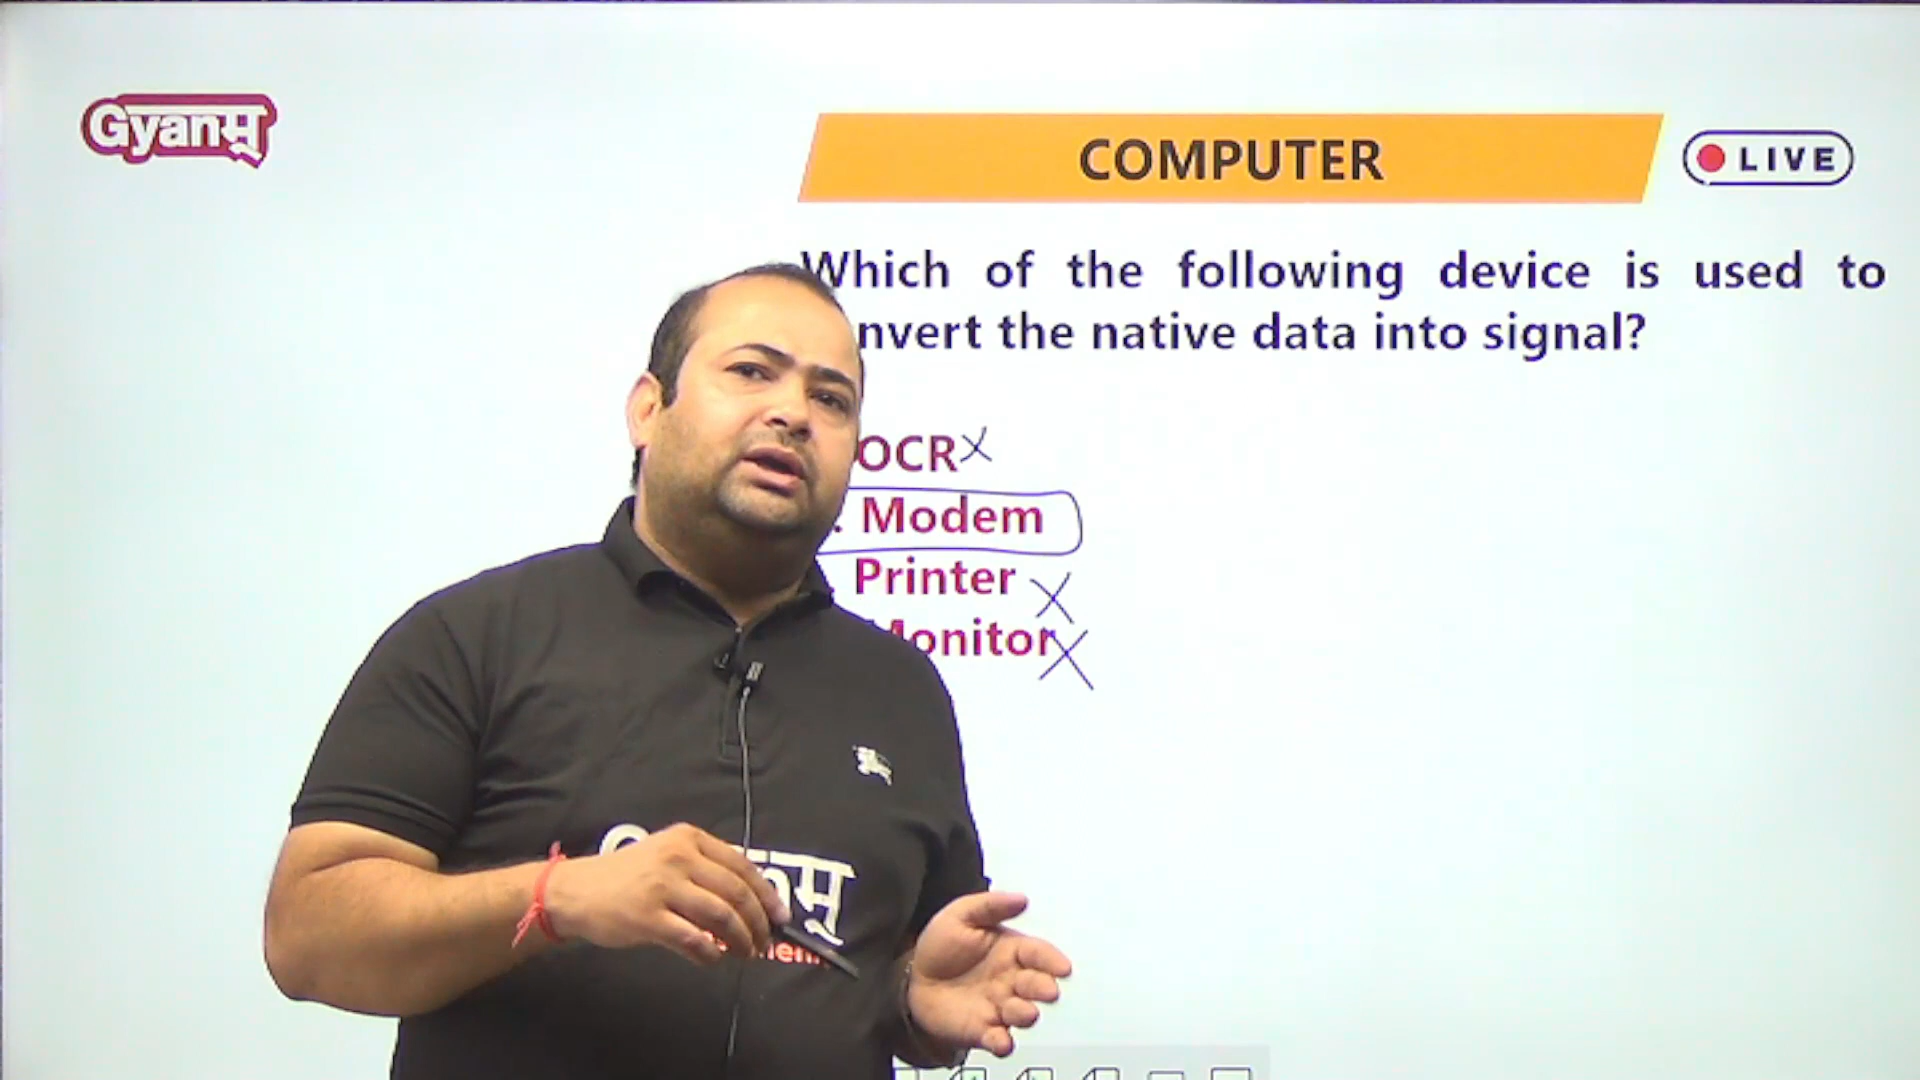 Gyanम्
COMPUTER
LIVE
Which of the following device is used to
nvert the native data into signal?
OCR
. Modem
. Printer
Monitor